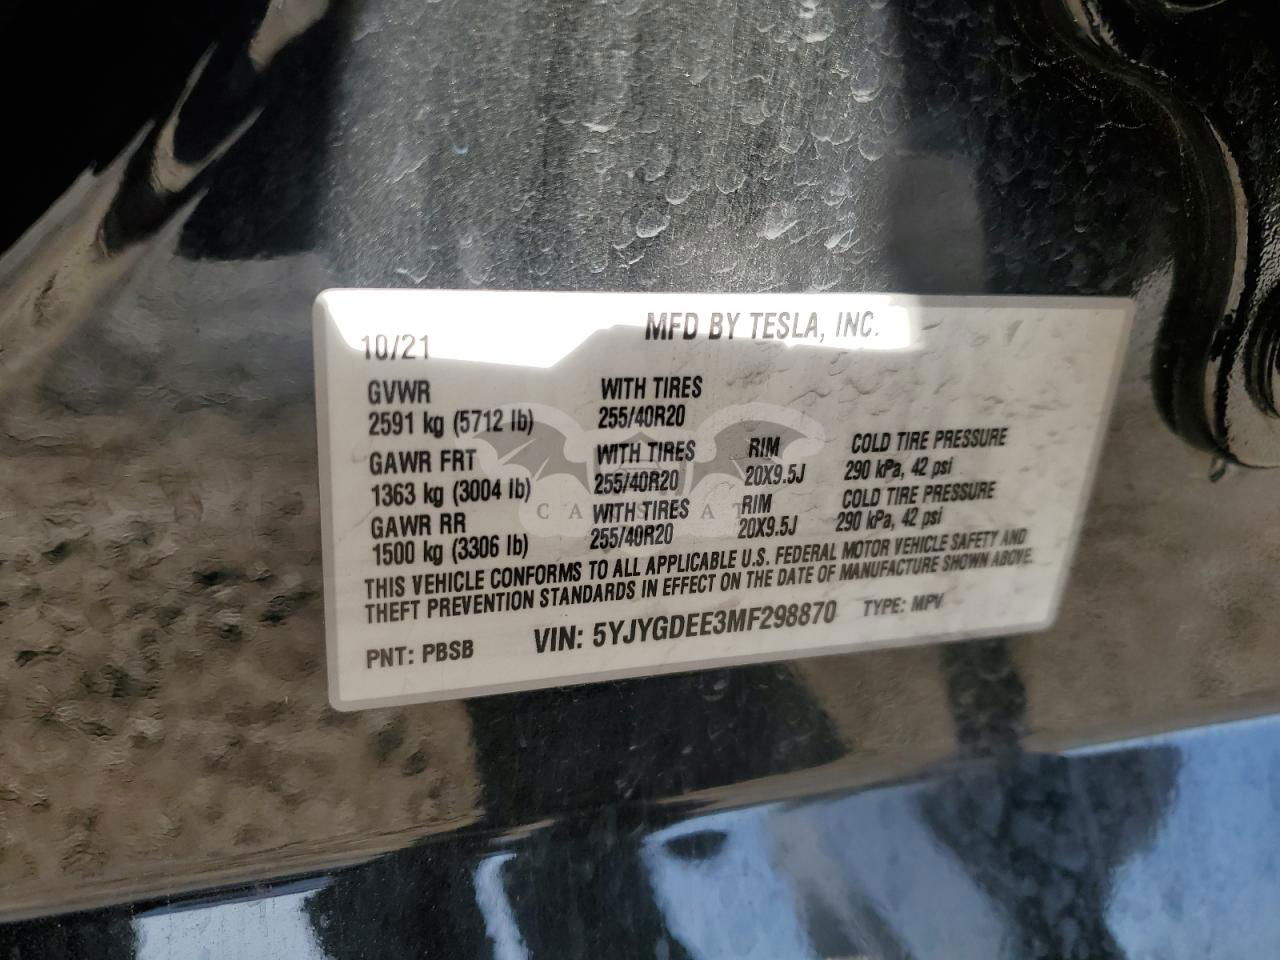 MFD BY TESLA, INC.
10/21
GVWR WITH TIRES
2591 kg (5712 lb) 255/40R20
GAWR FRT WITH TIRES RIM COLD TIRE PRESSURE
1363 kg (3004 lb) 255/40R20 20X9.5J 290 kPa, 42 psi
GAWR RR WITH TIRES RIM COLD TIRE PRESSURE
1500 kg (3306 lb) 255/40R20 20X9.5J 290 kPa, 42 psi
THIS VEHICLE CONFORMS TO ALL APPLICABLE U.S. FEDERAL MOTOR VEHICLE SAFETY AND
THEFT PREVENTION STANDARDS IN EFFECT ON THE DATE OF MANUFACTURE SHOWN ABOVE.
PNT: PBSB VIN: 5YJYGDEE3MF298870 TYPE: MPV